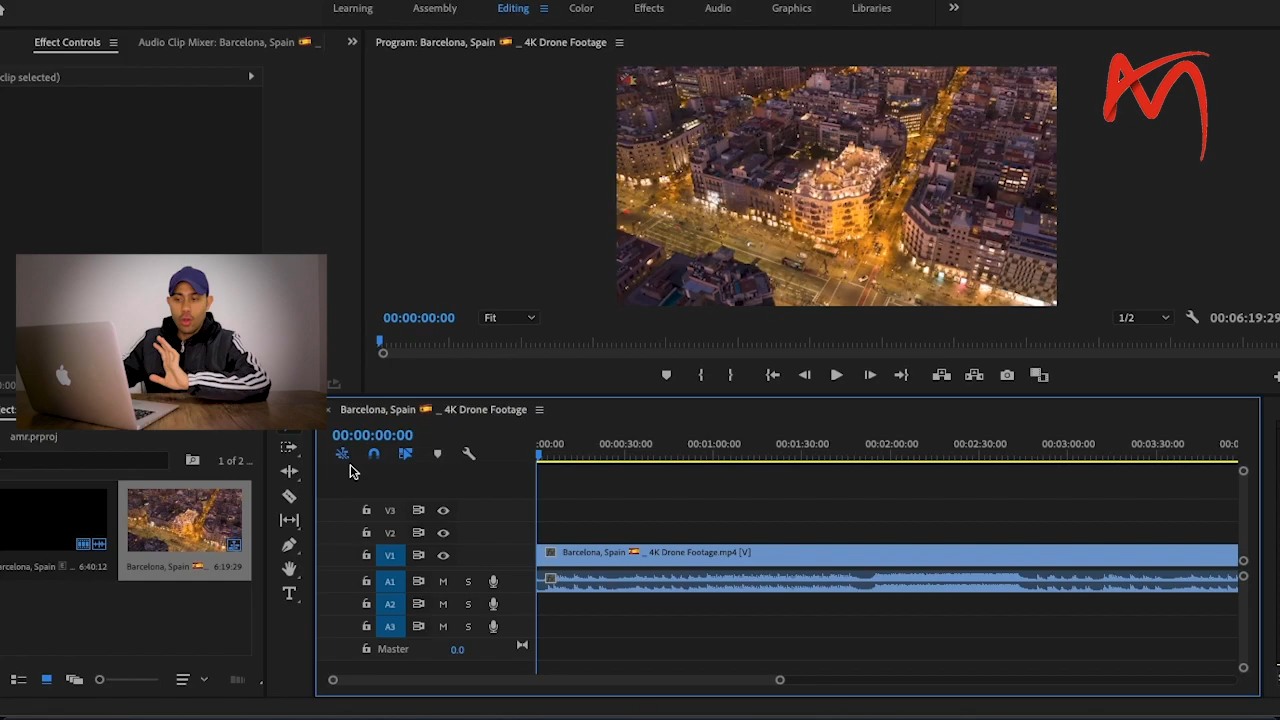 Learning Assembly Editing Color Effects Audio Graphics Libraries
Effect Controls Audio Clip Mixer: Barcelona, Spain 🇪🇸 _
Program: Barcelona, Spain 🇪🇸 _ 4K Drone Footage
clip selected)
00:00:00:00 Fit 1/2 00:06:19:29
Barcelona, Spain 🇪🇸 _ 4K Drone Footage
00:00:00:00
:00:00 00:00:30:00 00:01:00:00 00:01:30:00 00:02:00:00 00:02:30:00 00:03:00:00 00:03:30:00 00:0
amr.prproj
1 of 2...
V3
V2
V1 Barcelona, Spain 🇪🇸 _ 4K Drone Footage.mp4 [V]
A1 M S
A2 M S
A3 M S
Master 0.0
arcelona, Spain 🇪... 6:40:12
Barcelona, Spain 🇪🇸... 6:19:29
T